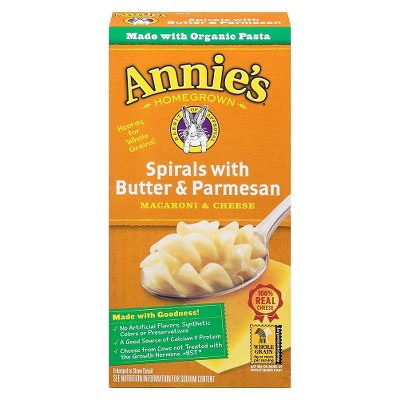 Made with Organic Pasta
Annie's
HOMEGROWN
Hooray
for Whole
Grains!
Spirals with
Butter & Parmesan
MACARONI & CHEESE
100%
REAL
CHEESE
Made with Goodness!
✓ No Artificial Flavors, Synthetic
Colors or Preservatives
✓ A Good Source of Calcium & Protein
✓ Cheese from Cows not Treated with
the Growth Hormone, rBST*
WHOLE
GRAIN
Enlarged to Show Detail
SEE NUTRITION INFORMATION FOR SODIUM CONTENT